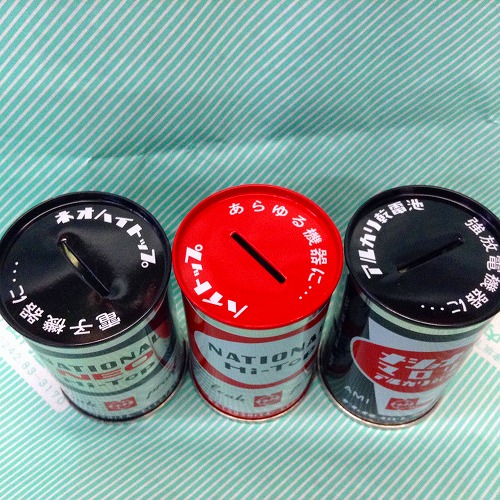 ネオハイトップ
電子機器に…
NATIONAL
NEO
Hi-Top
ハイトップ
あらゆる機器に…
NATIONAL
Hi-Top
アルカリ乾電池
強放電機器に…